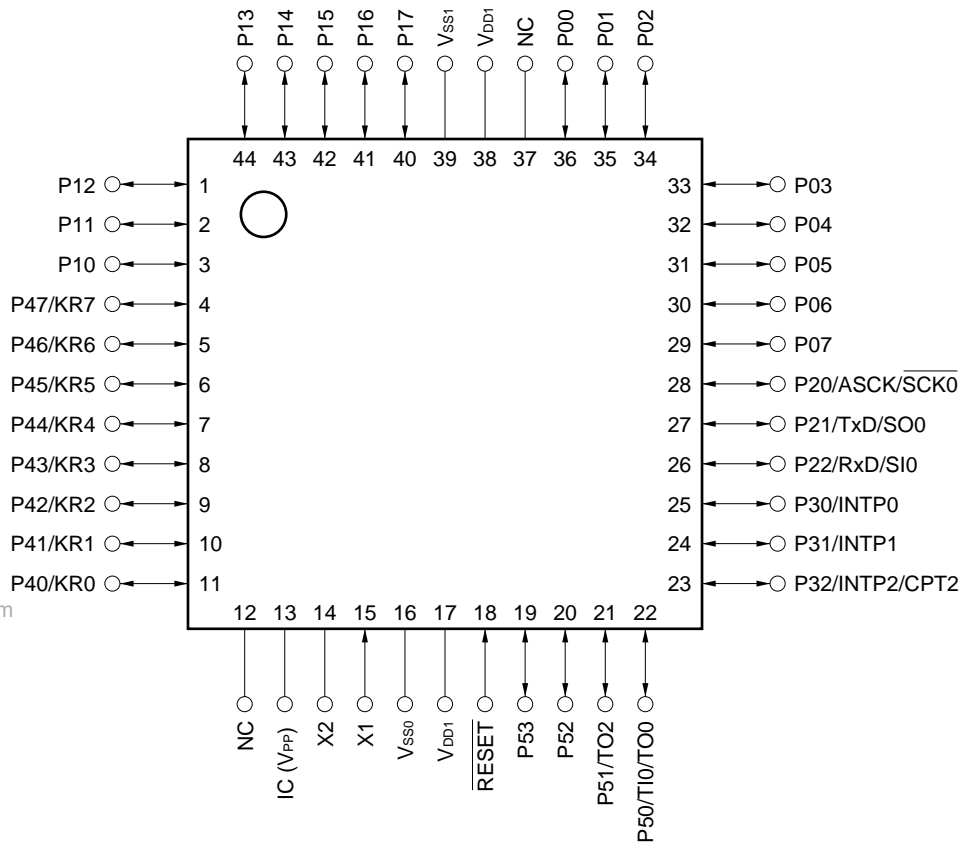 P13 P14 P15 P16 P17 VSS1 VDD1 NC P00 P01 P02
44 43 42 41 40 39 38 37 36 35 34
P12 1 33 P03
P11 2 32 P04
P10 3 31 P05
P47/KR7 4 30 P06
P46/KR6 5 29 P07
P45/KR5 6 28 P20/ASCK/SCK0
P44/KR4 7 27 P21/TxD/SO0
P43/KR3 8 26 P22/RxD/SI0
P42/KR2 9 25 P30/INTP0
P41/KR1 10 24 P31/INTP1
P40/KR0 11 23 P32/INTP2/CPT2
m
12 13 14 15 16 17 18 19 20 21 22
NC IC (VPP) X2 X1 VSS0 VDD1 RESET P53 P52 P51/TO2 P50/TI0/TO0